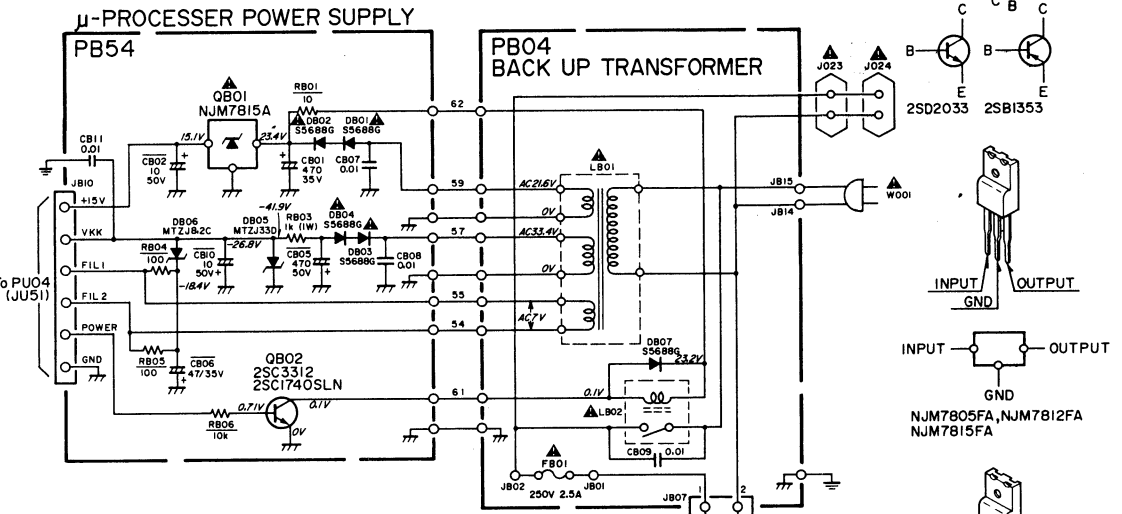 μ-PROCESSER POWER SUPPLY
PB54
PB04
BACK UP TRANSFORMER
QB01
NJM7815A
RB01
10
62
DB02
S5688G
DB01
S5688G
15.1V
23.4V
CB11
0.01
CB02
10
50V
CB01
470
35V
CB07
0.01
JB10
+15V
VKK
FIL1
FIL2
POWER
GND
To PU04
(JU51)
59
AC21.6V
0V
57
AC33.4V
0V
55
54
AC7V
LB01
-41.9V
DB06
MTZJ8.2C
DB05
MTZJ33D
RB03
1k (1W)
DB04
S5688G
DB03
S5688G
-26.8V
RB04
100
CB10
10
50V
CB05
470
50V
CB08
0.01
-18.4V
RB05
100
CB06
47/35V
QB02
2SC3312
2SC1740SLN
0.71V
0.1V
0V
RB06
10k
61
0.1V
DB07
S5688G
23.2V
LB02
CB09 0.01
FB01
JB02
JB01
250V 2.5A
JB07
1
2
JB15
JB14
W001
J023
J024
C
B
E
2SD2033
C
B
C
B
E
2SB1353
INPUT
GND
OUTPUT
INPUT
OUTPUT
GND
NJM7805FA, NJM7812FA
NJM7815FA